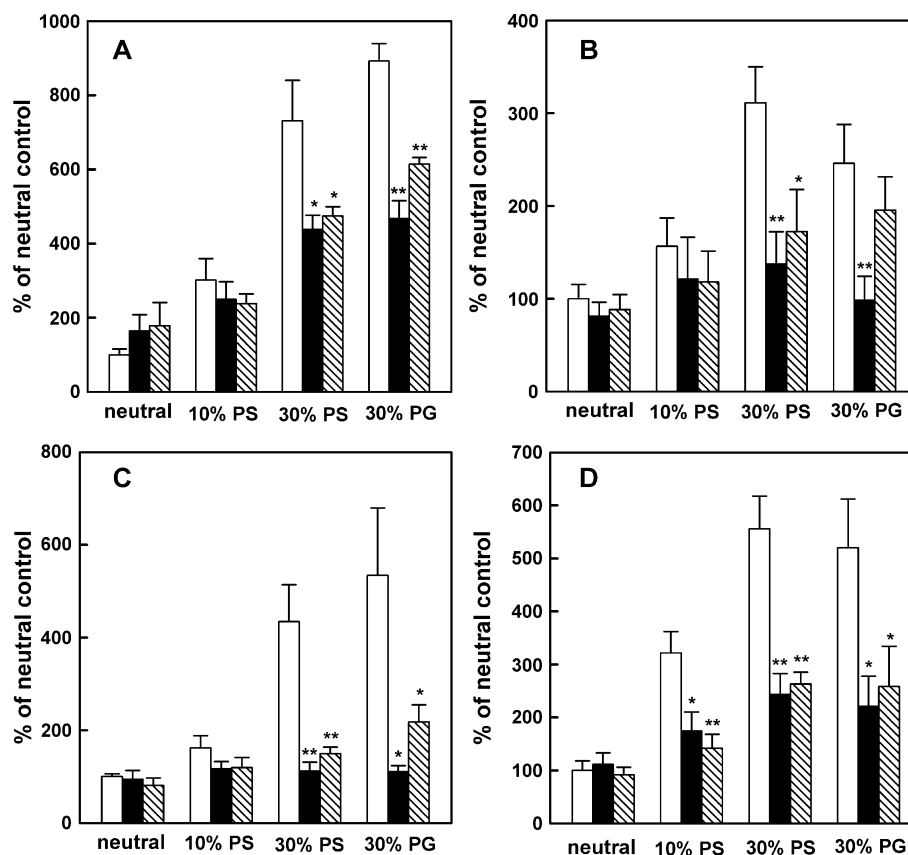 A
% of neutral control
1000
800
600
400
200
0
* * ** **
neutral 10% PS 30% PS 30% PG
B
% of neutral control
400
300
200
100
0
** * **
neutral 10% PS 30% PS 30% PG
C
% of neutral control
800
600
400
200
0
** ** * *
neutral 10% PS 30% PS 30% PG
D
% of neutral control
700
600
500
400
300
200
100
0
* ** ** ** * *
neutral 10% PS 30% PS 30% PG